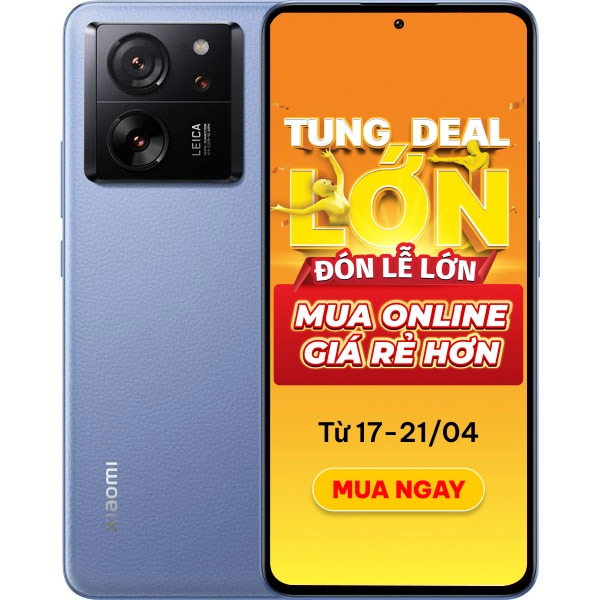 LEICA
xiaomi
TUNG DEAL
LỚN
ĐÓN LỄ LỚN
MUA ONLINE
GIÁ RẺ HƠN
Từ 17-21/04
MUA NGAY